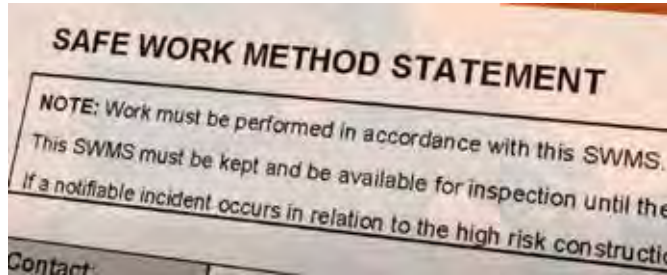 SAFE WORK METHOD STATEMENT
NOTE: Work must be performed in accordance with this SWMS.
This SWMS must be kept and be available for inspection until the
If a notifiable incident occurs in relation to the high risk constructi
Contact: